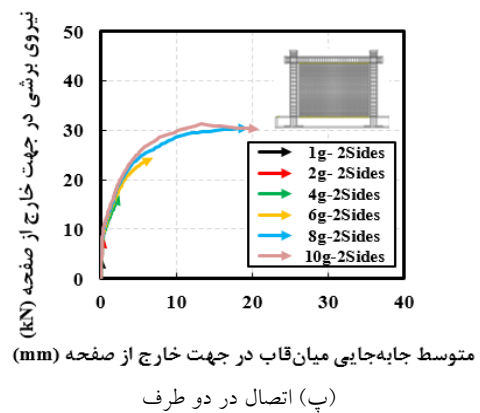 نیروی برشی در جهت خارج از صفحه (kN)
50
40
30
20
10
0
1g- 2Sides
2g- 2Sides
4g-2Sides
6g-2Sides
8g-2Sides
10g-2Sides
0 10 20 30 40
متوسط جابه‌جایی میان‌قاب در جهت خارج از صفحه (mm)
(پ) اتصال در دو طرف